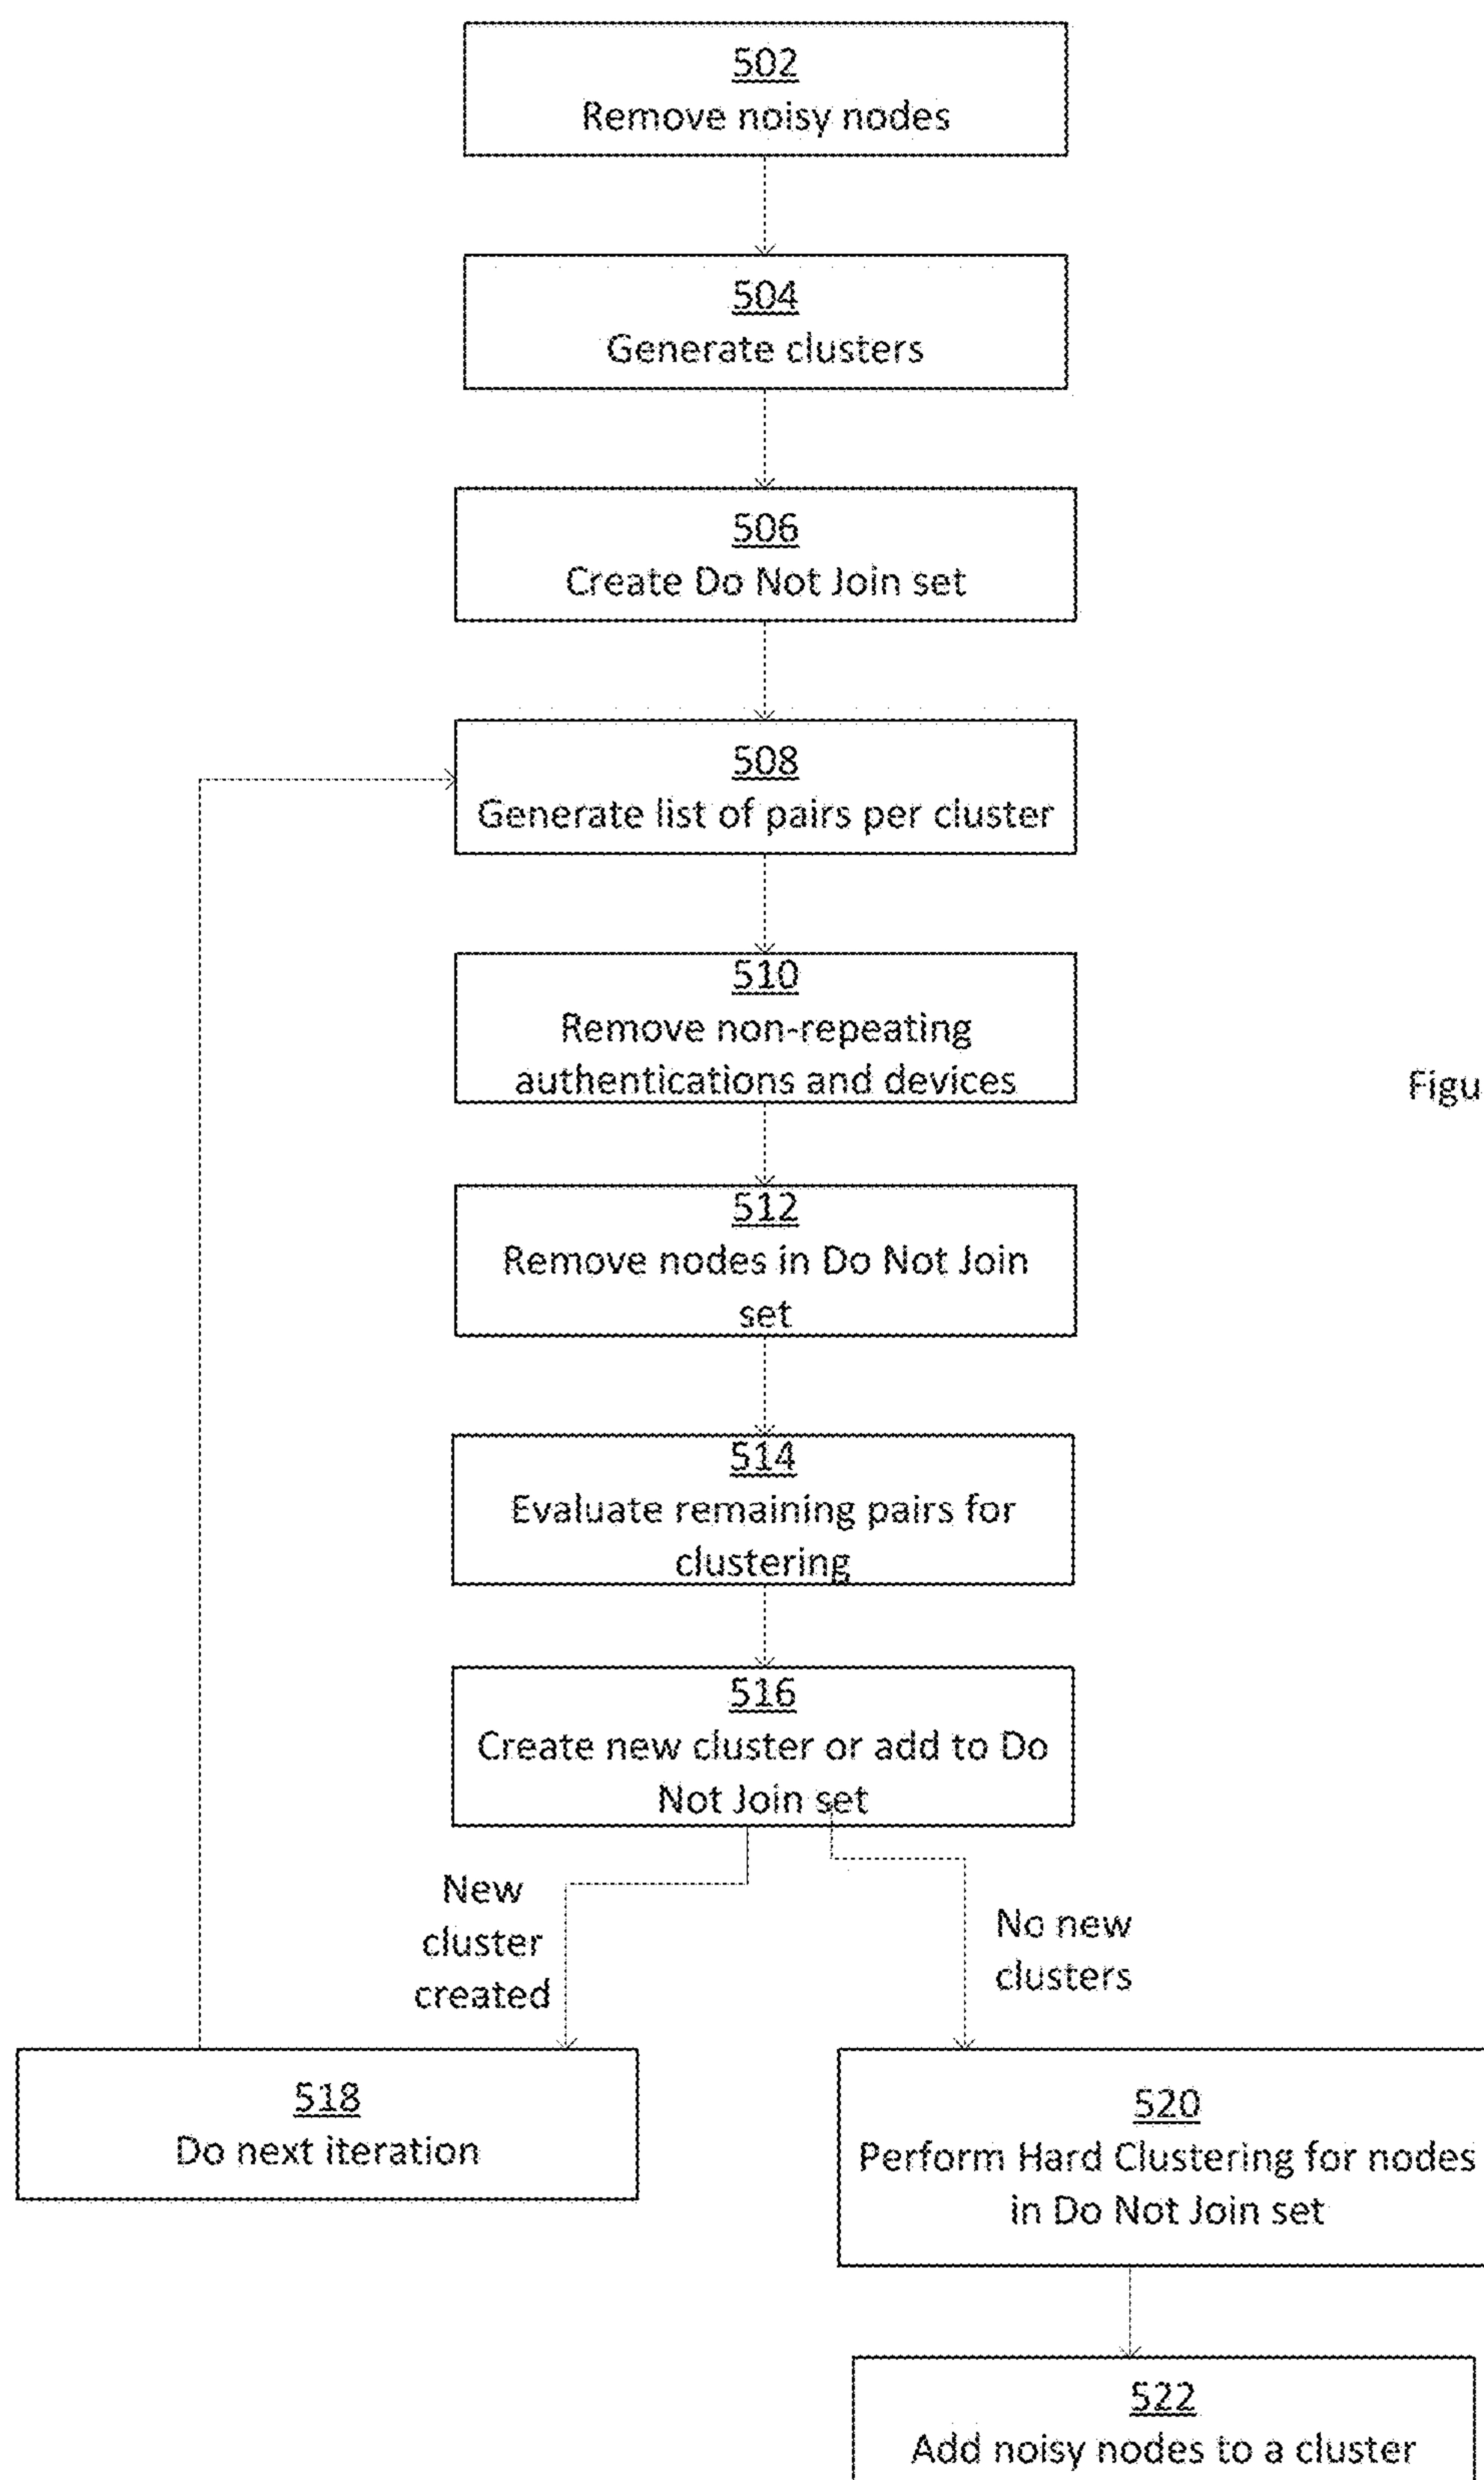 502
Remove noisy nodes
504
Generate clusters
506
Create Do Not Join set
508
Generate list of pairs per cluster
510
Remove non-repeating
authentications and devices
Figu
512
Remove nodes in Do Not Join
set
514
Evaluate remaining pairs for
clustering
516
Create new cluster or add to Do
Not Join set
New
cluster
created
No new
clusters
518
Do next iteration
520
Perform Hard Clustering for nodes
in Do Not Join set
522
Add noisy nodes to a cluster